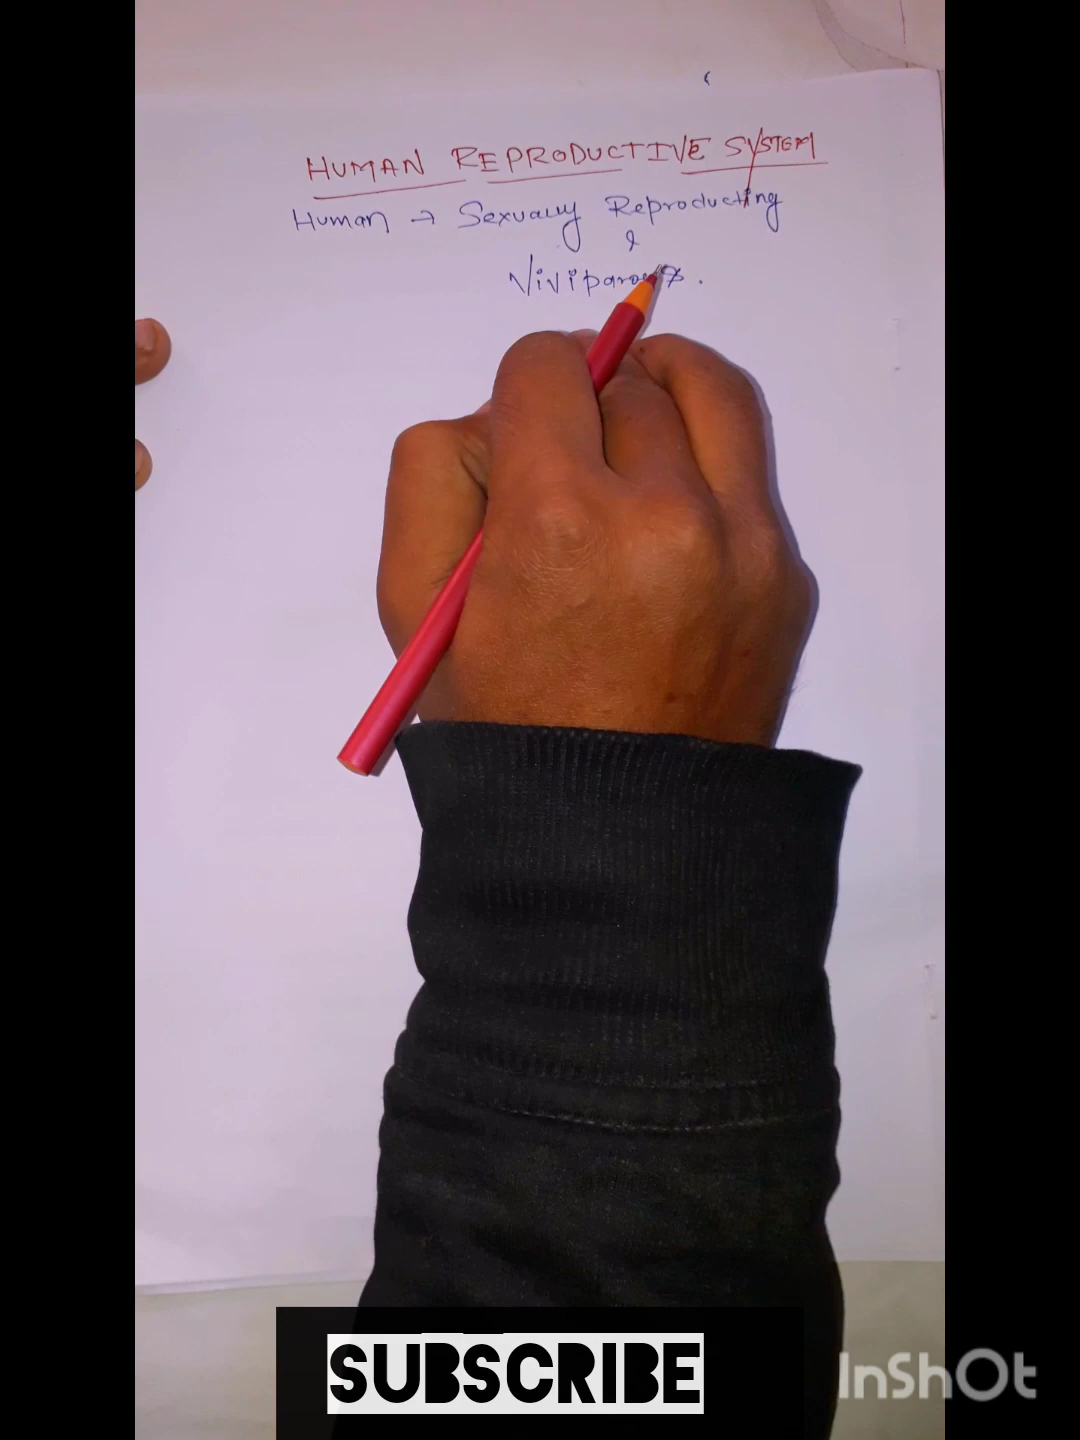 HUMAN REPRODUCTIVE SYSTEM
Human → Sexually Reproducting
&
Viviparous.
SUBSCRIBE
InShOt